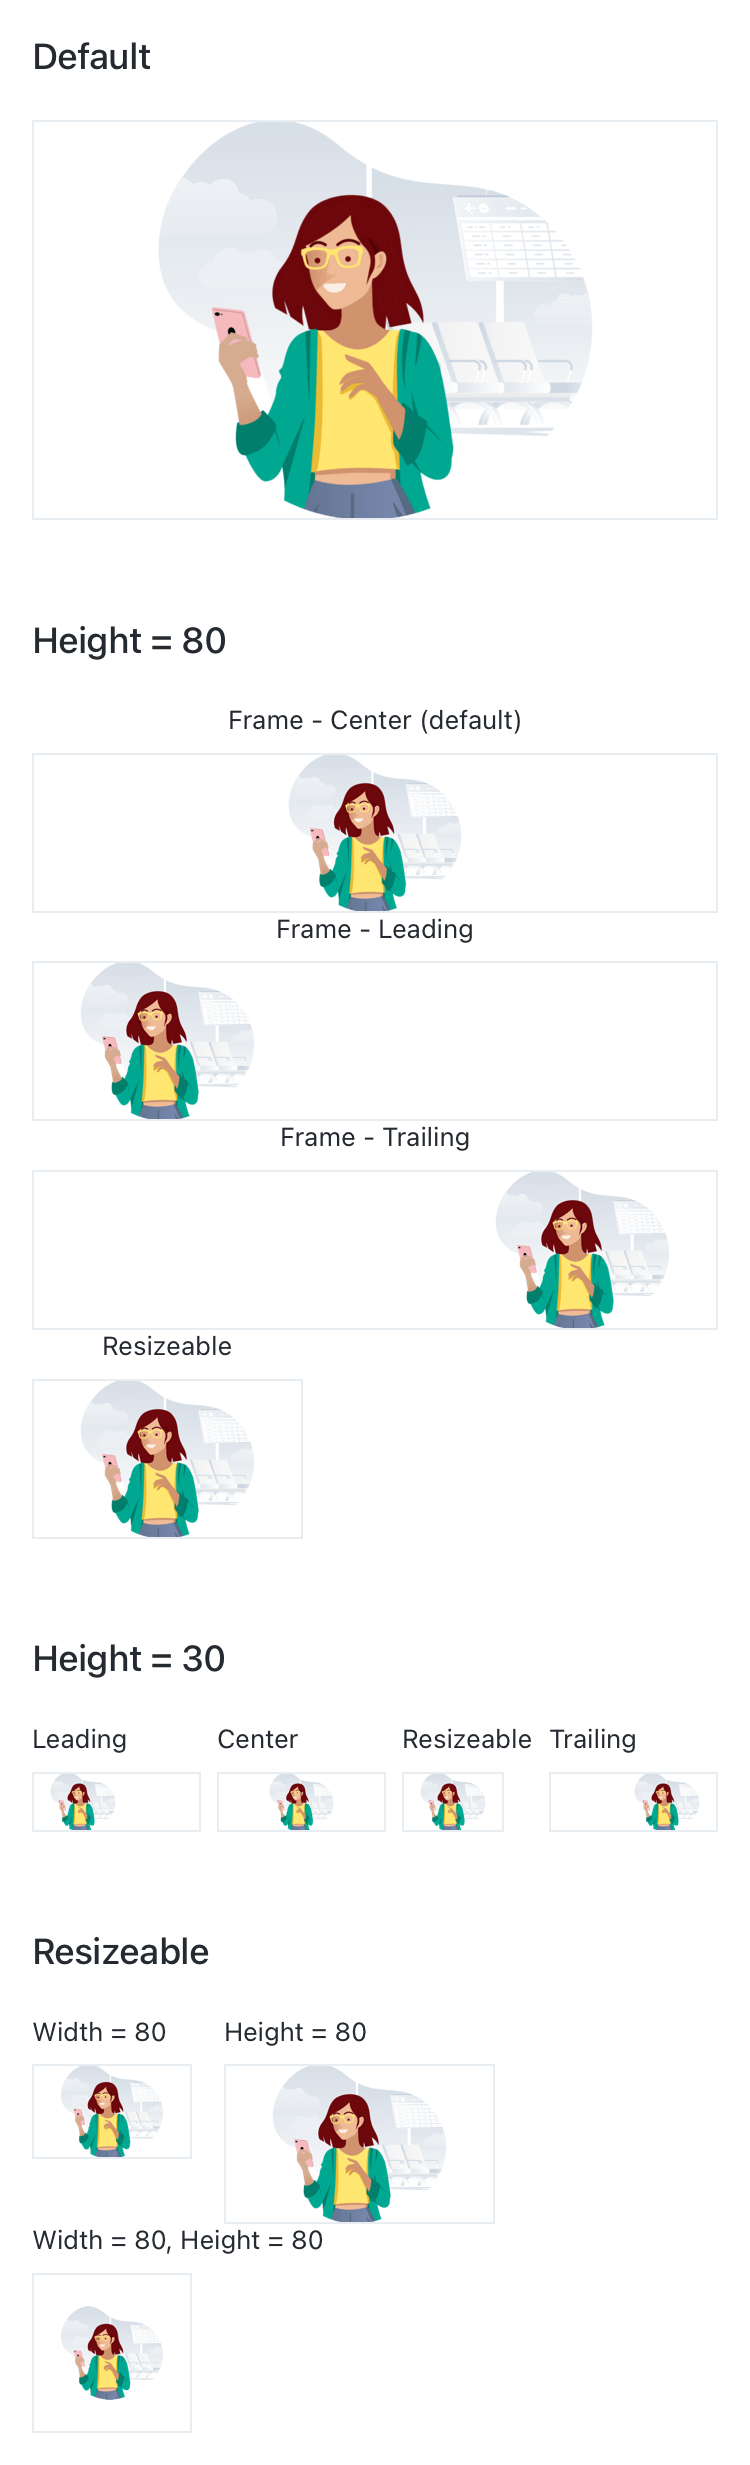 Default
Height = 80
Frame - Center (default)
Frame - Leading
Frame - Trailing
Resizeable
Height = 30
Leading Center Resizeable Trailing
Resizeable
Width = 80 Height = 80
Width = 80, Height = 80